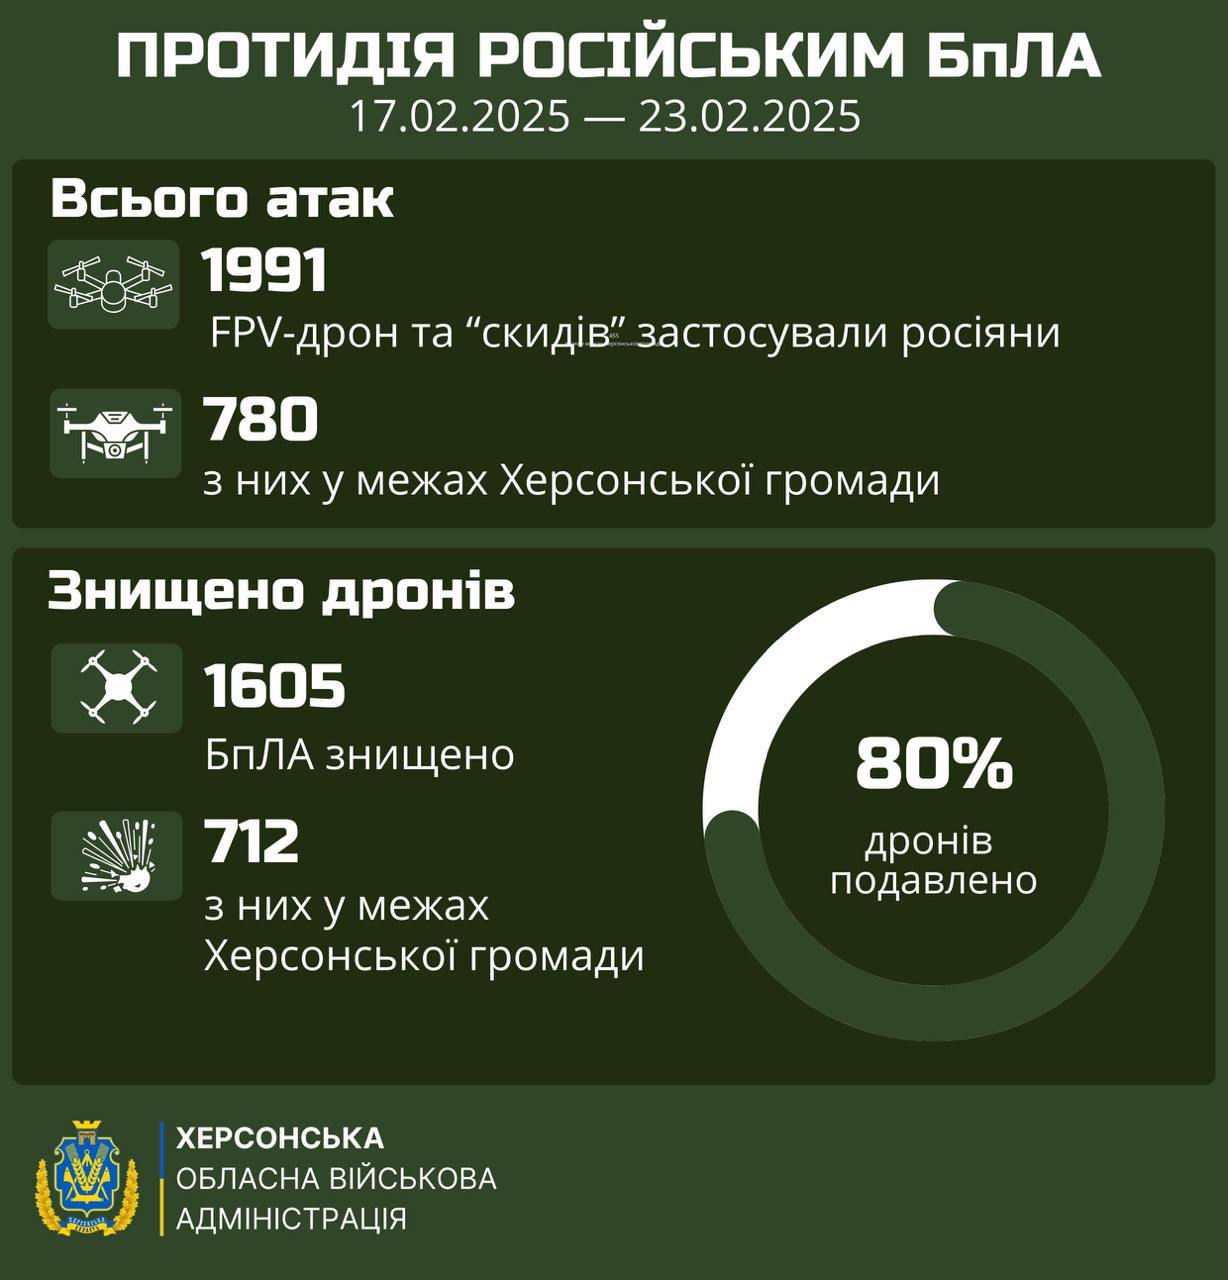 ПРОТИДІЯ РОСІЙСЬКИМ БпЛА
17.02.2025 — 23.02.2025
Всього атак
1991
FPV-дрон та “скидів” застосували росіяни
780
з них у межах Херсонської громади
Знищено дронів
1605
БпЛА знищено
712
з них у межах
Херсонської громади
80%
дронів
подавлено
ХЕРСОНСЬКА
ОБЛАСНА ВІЙСЬКОВА
АДМІНІСТРАЦІЯ